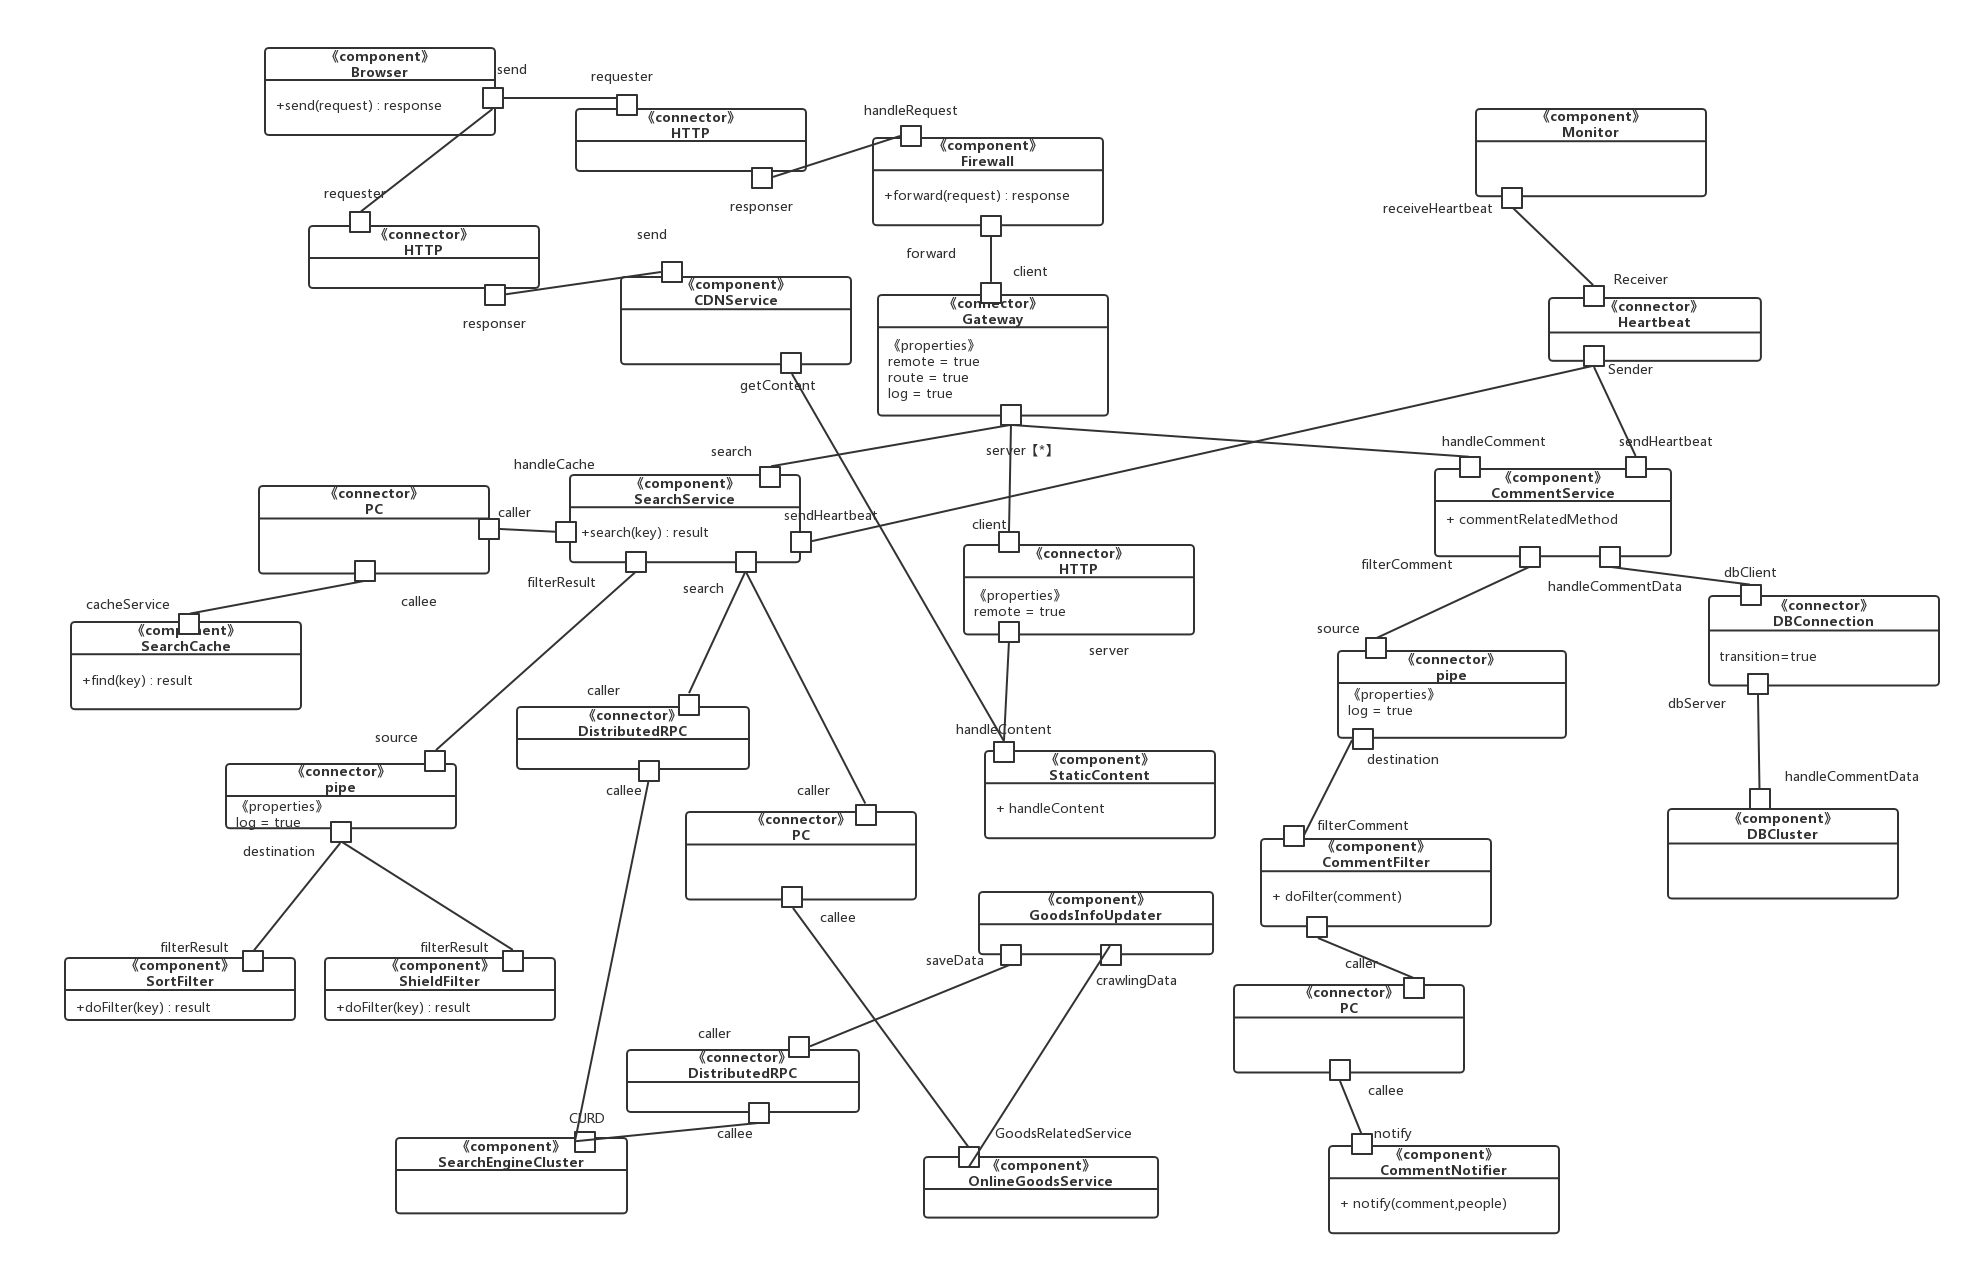 《component》
Browser
+send(request) : response
send
requester
《connector》
HTTP
responser
handleRequest
《component》
Firewall
+forward(request) : response
forward
client
《component》
Monitor
receiveHeartbeat
Receiver
《connector》
Heartbeat
Sender
requester
《connector》
HTTP
responser
send
《component》
CDNService
getContent
《connector》
Gateway
《properties》
remote = true
route = true
log = true
server【*】
search
handleCache
《component》
SearchService
+search(key) : result
sendHeartbeat
filterResult
search
《connector》
PC
caller
callee
cacheService
《component》
SearchCache
+find(key) : result
client
《connector》
HTTP
《properties》
remote = true
server
handleComment
sendHeartbeat
《component》
CommentService
+ commentRelatedMethod
filterComment
handleCommentData
dbClient
《connector》
DBConnection
transition=true
dbServer
source
《connector》
pipe
《properties》
log = true
destination
handleCommentData
《component》
DBCluster
source
《connector》
pipe
《properties》
log = true
destination
caller
《connector》
DistributedRPC
callee
caller
《connector》
PC
callee
handleContent
《component》
StaticContent
+ handleContent
filterComment
《component》
CommentFilter
+ doFilter(comment)
filterResult
《component》
SortFilter
+doFilter(key) : result
filterResult
《component》
ShieldFilter
+doFilter(key) : result
《component》
GoodsInfoUpdater
saveData
crawlingData
caller
《connector》
PC
callee
caller
《connector》
DistributedRPC
callee
CURD
《component》
SearchEngineCluster
GoodsRelatedService
《component》
OnlineGoodsService
notify
《component》
CommentNotifier
+ notify(comment,people)